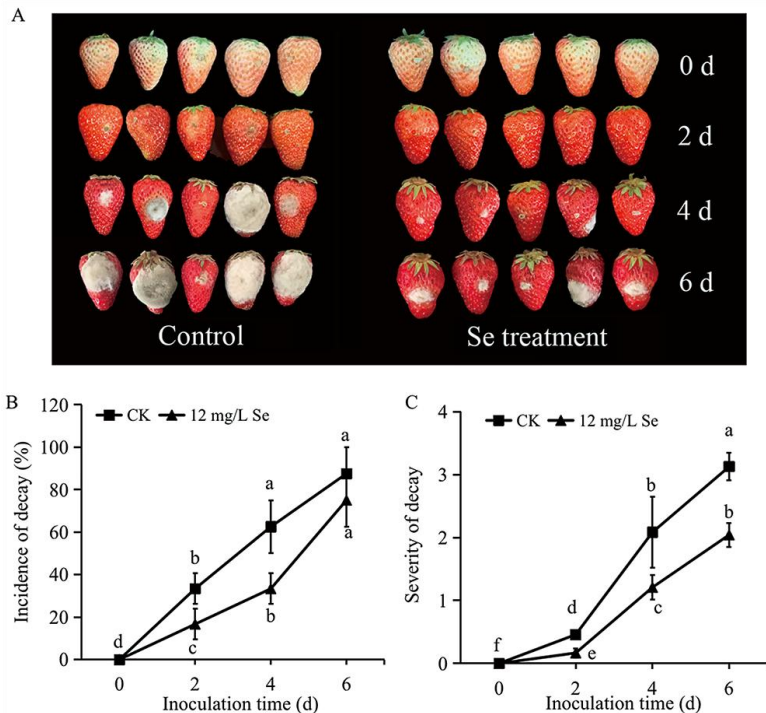 A
0 d
2 d
4 d
6 d
Control
Se treatment
B
120
100
80
60
40
20
0
Incidence of decay (%)
CK
12 mg/L Se
a
a
b
a
b
c
d
0
2
4
6
Inoculation time (d)
C
4
3
2
1
0
Severity of decay
CK
12 mg/L Se
a
b
b
c
d
e
f
0
2
4
6
Inoculation time (d)